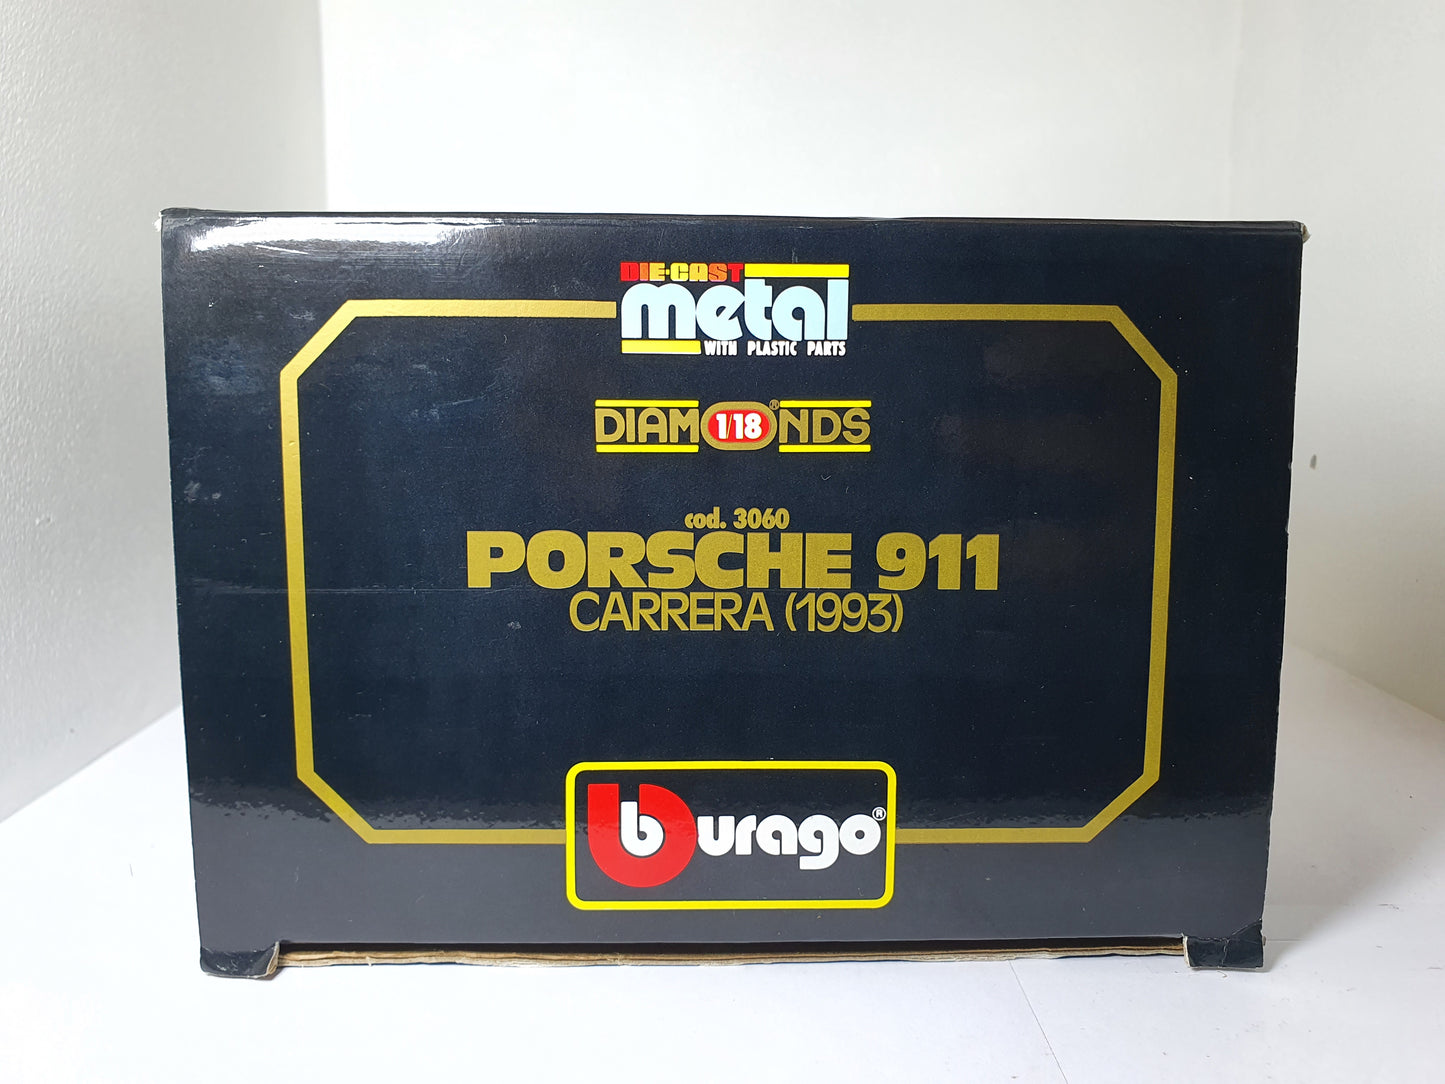 DIE-CAST
metal
WITH PLASTIC PARTS
DIAM 1/18 ®NDS
cod. 3060
PORSCHE 911
CARRERA (1993)
burago®